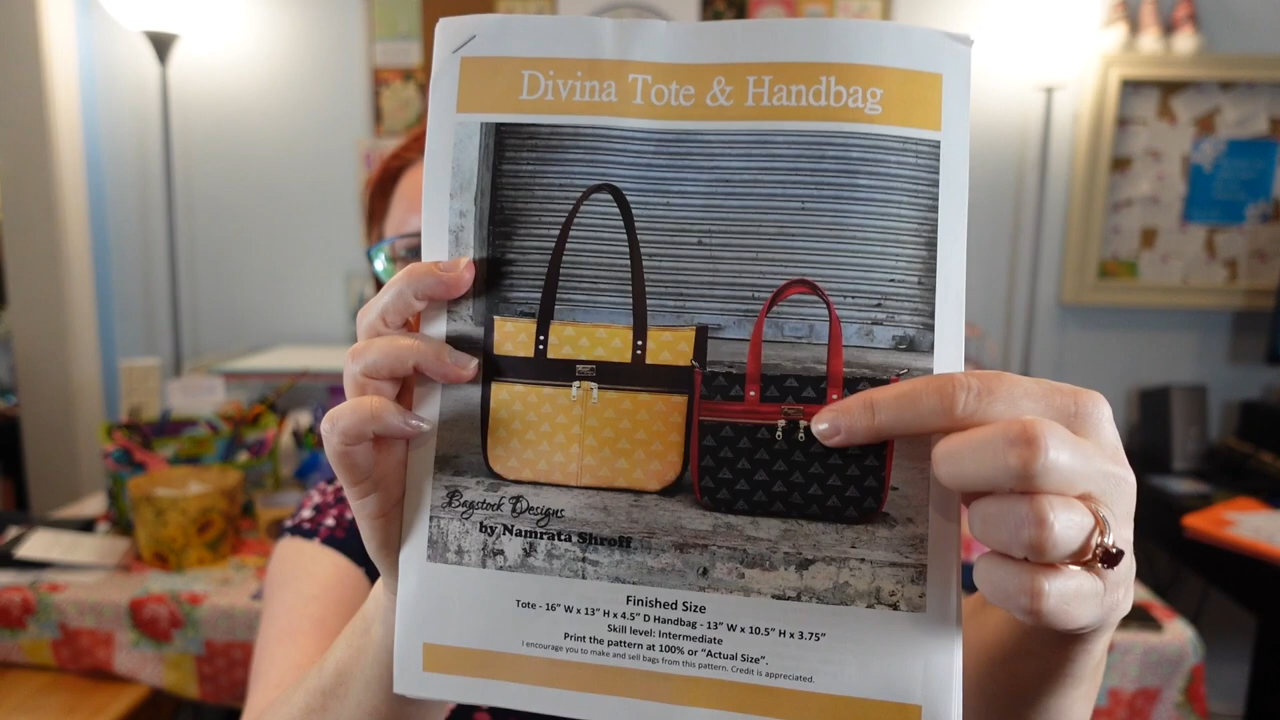 Divina Tote & Handbag
Bagstock Designs
by Namrata Shroff
Finished Size
Tote - 16" W x 13" H x 4.5" D Handbag - 13" W x 10.5" H x 3.75"
Skill level: Intermediate
Print the pattern at 100% or “Actual Size”.
I encourage you to make and sell bags from this pattern. Credit is appreciated.